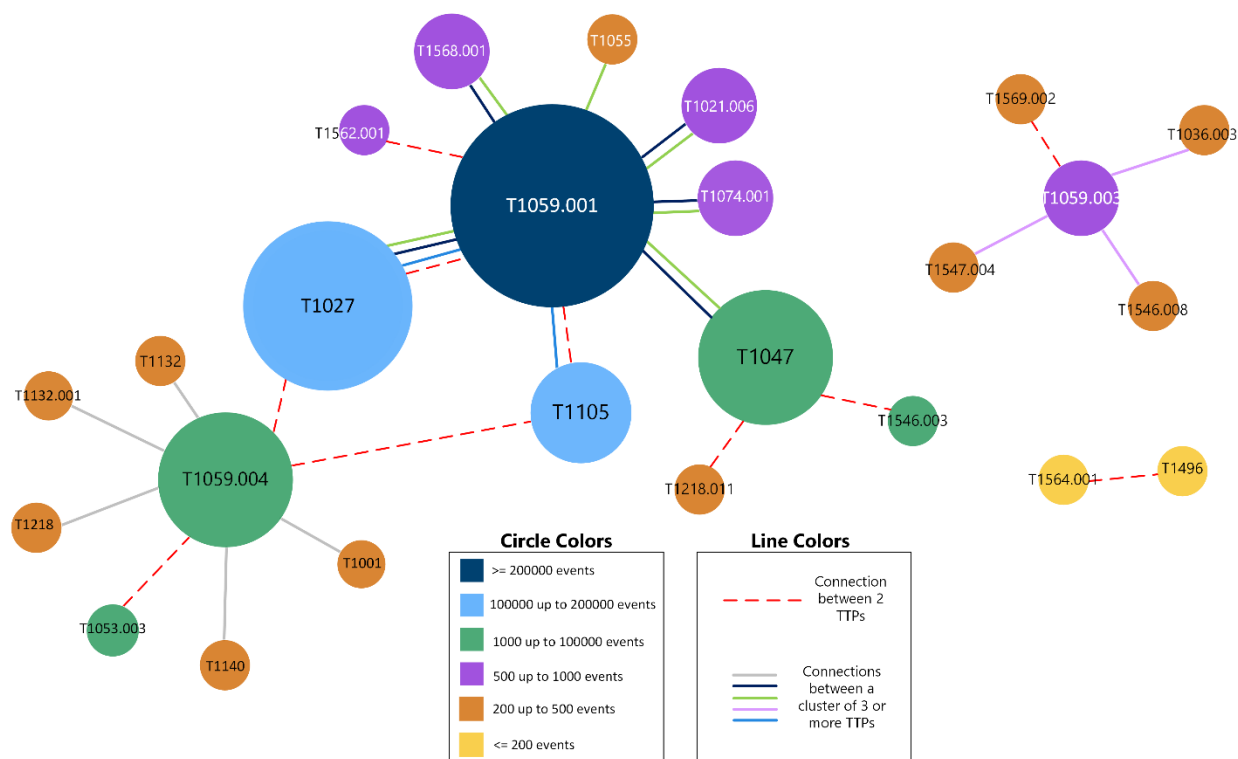 T1568.001
T1055
T1562.001
T1021.006
T1569.002
T1036.003
T1059.001
T1074.001
T1059.003
T1547.004
T1027
T1546.008
T1132
T1047
T1132.001
T1105
T1546.003
T1059.004
T1564.001
T1496
T1218.011
T1218
T1001
T1053.003
T1140
Circle Colors
>= 200000 events
100000 up to 200000 events
1000 up to 100000 events
500 up to 1000 events
200 up to 500 events
<= 200 events
Line Colors
Connection
between 2
TTPs
Connections
between a
cluster of 3 or
more TTPs